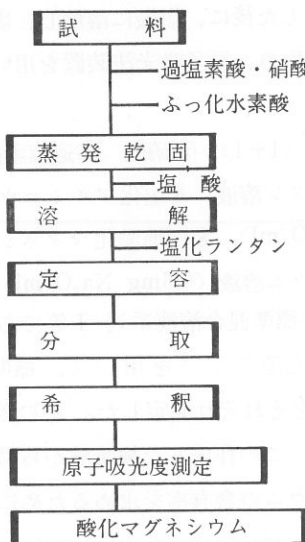 試料
過塩素酸・硝酸
ふっ化水素酸
蒸発乾固
塩酸
溶解
塩化ランタン
定容
分取
希釈
原子吸光度測定
酸化マグネシウム